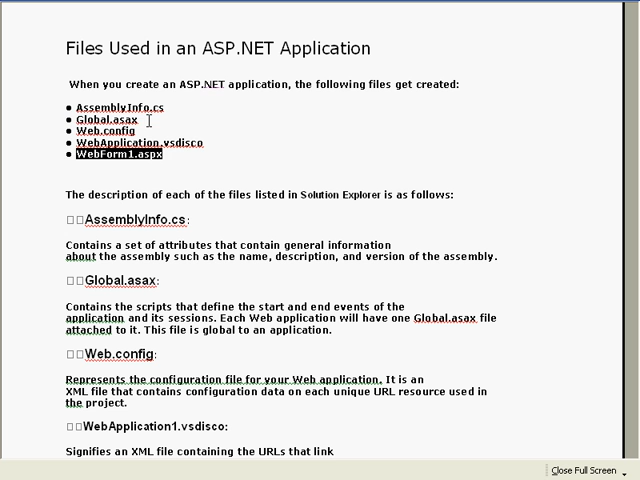 Files Used in an ASP.NET Application
When you create an ASP.NET application, the following files get created:
● AssemblyInfo.cs
● Global.asax
● Web.config
● WebApplication.vsdisco
● WebForm1.aspx
The description of each of the files listed in Solution Explorer is as follows:
□□AssemblyInfo.cs:
Contains a set of attributes that contain general information
about the assembly such as the name, description, and version of the assembly.
□□Global.asax:
Contains the scripts that define the start and end events of the
application and its sessions. Each Web application will have one Global.asax file
attached to it. This file is global to an application.
□□Web.config:
Represents the configuration file for your Web application. It is an
XML file that contains configuration data on each unique URL resource used in
the project.
□□WebApplication1.vsdisco:
Signifies an XML file containing the URLs that link
Close Full Screen